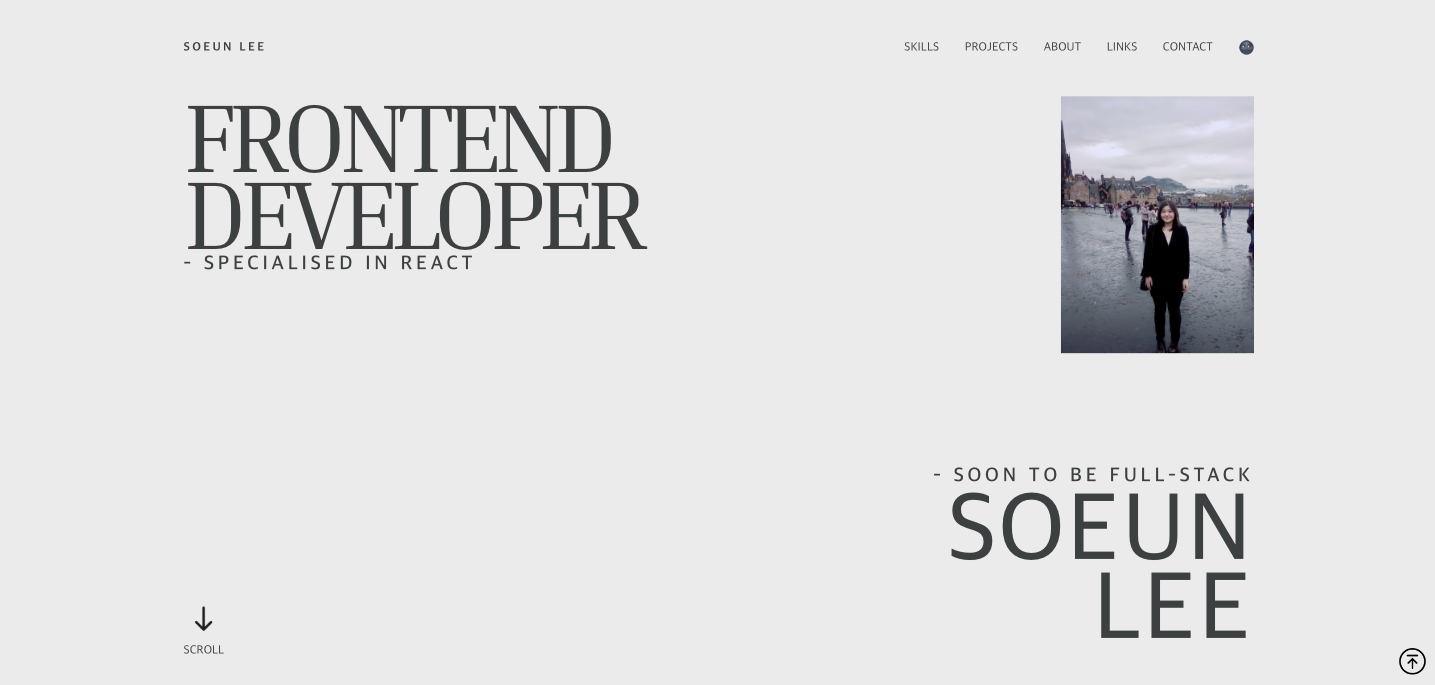 SOEUN LEE
SKILLS PROJECTS ABOUT LINKS CONTACT
FRONTEND
DEVELOPER
- SPECIALISED IN REACT
- SOON TO BE FULL-STACK
SOEUN
LEE
SCROLL